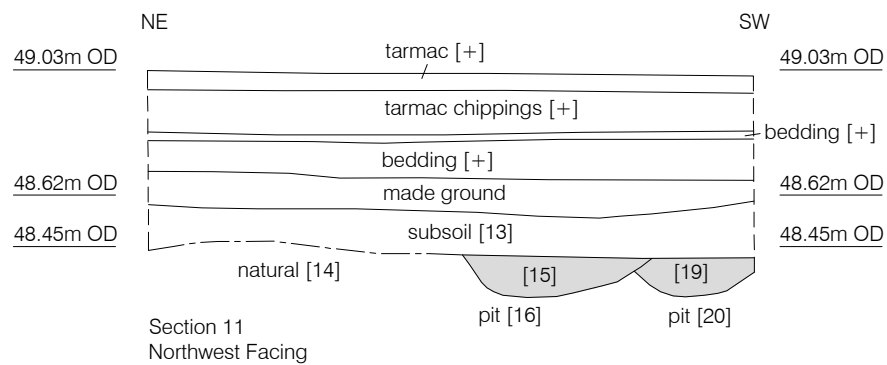 NE
SW
49.03m OD
tarmac [+]
49.03m OD
tarmac chippings [+]
bedding [+]
bedding [+]
48.62m OD
made ground
48.62m OD
48.45m OD
subsoil [13]
48.45m OD
natural [14]
[15]
[19]
pit [16]
pit [20]
Section 11
Northwest Facing